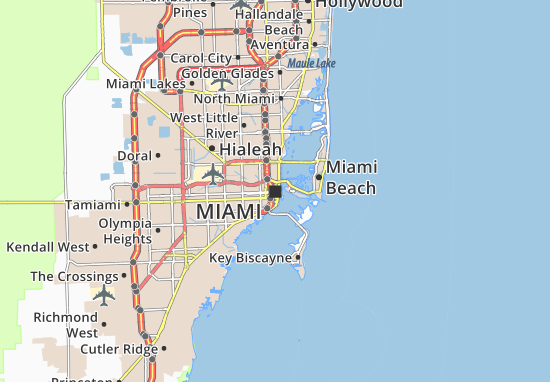 Pembroke
Pines
Hollywood
Hallandale
Beach
Aventura
Carol City
Maule Lake
Golden Glades
Miami Lakes
North Miami
West Little
River
Hialeah
Doral
Miami
Beach
Tamiami
MIAMI
Olympia
Heights
Kendall West
Key Biscayne
The Crossings
Richmond
West
Cutler Ridge
Princeton